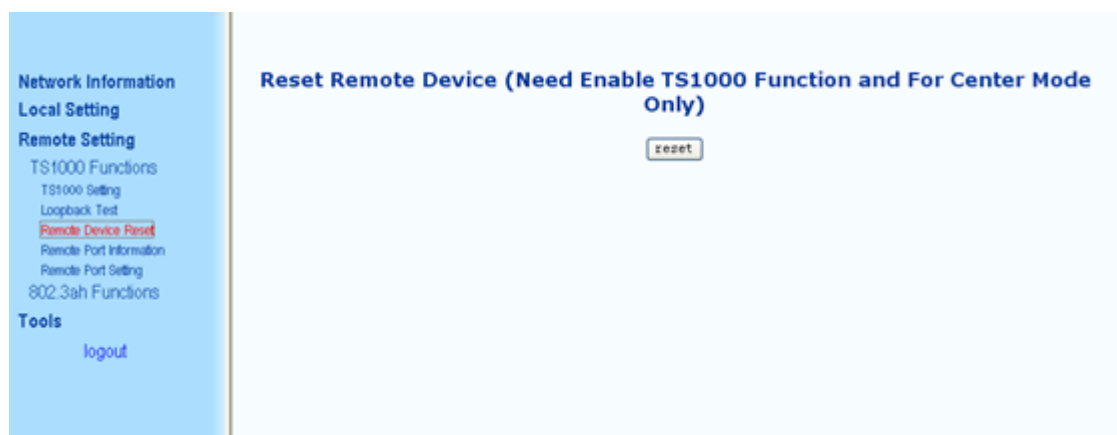 Network Information
Local Setting
Remote Setting
TS1000 Functions
TS1000 Setting
Loopback Test
Remote Device Reset
Remote Port Information
Remote Port Setting
802.3ah Functions
Tools
logout
Reset Remote Device (Need Enable TS1000 Function and For Center Mode
Only)
reset